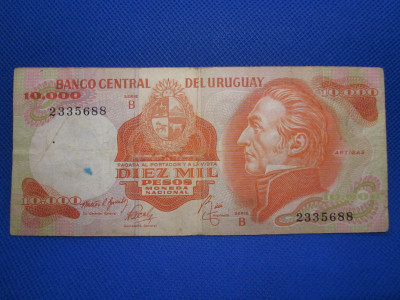 10.000
BANCO CENTRAL DEL URUGUAY
10.000
SERIE
B
2335688
ARTIGAS
PAGARÁ AL PORTADOR Y A LA VISTA
DIEZ MIL
PESOS
MONEDA
NACIONAL
10.000
10.000
SERIE
B
2335688